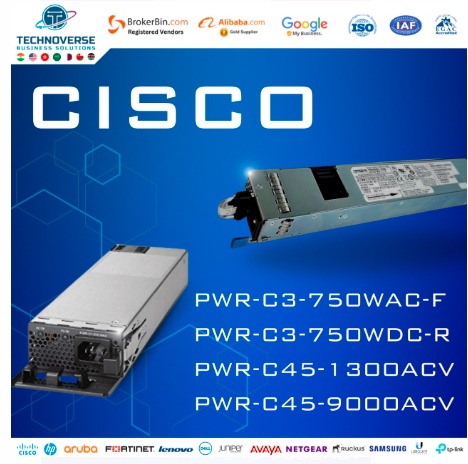 TECHNOVERSE
BUSINESS SOLUTIONS
BrokerBin.com
Registered Vendors
Alibaba.com
Gold Supplier
Google
My Business.
ISO
IAF
EGAC
Accredited
CISCO
PWR-C3-750WAC-F
PWR-C3-750WDC-R
PWR-C45-1300ACV
PWR-C45-9000ACV
cisco hp aruba FORTINET lenovo DELL JUNIPER AVAYA NETGEAR RUCKUS SAMSUNG tp-link